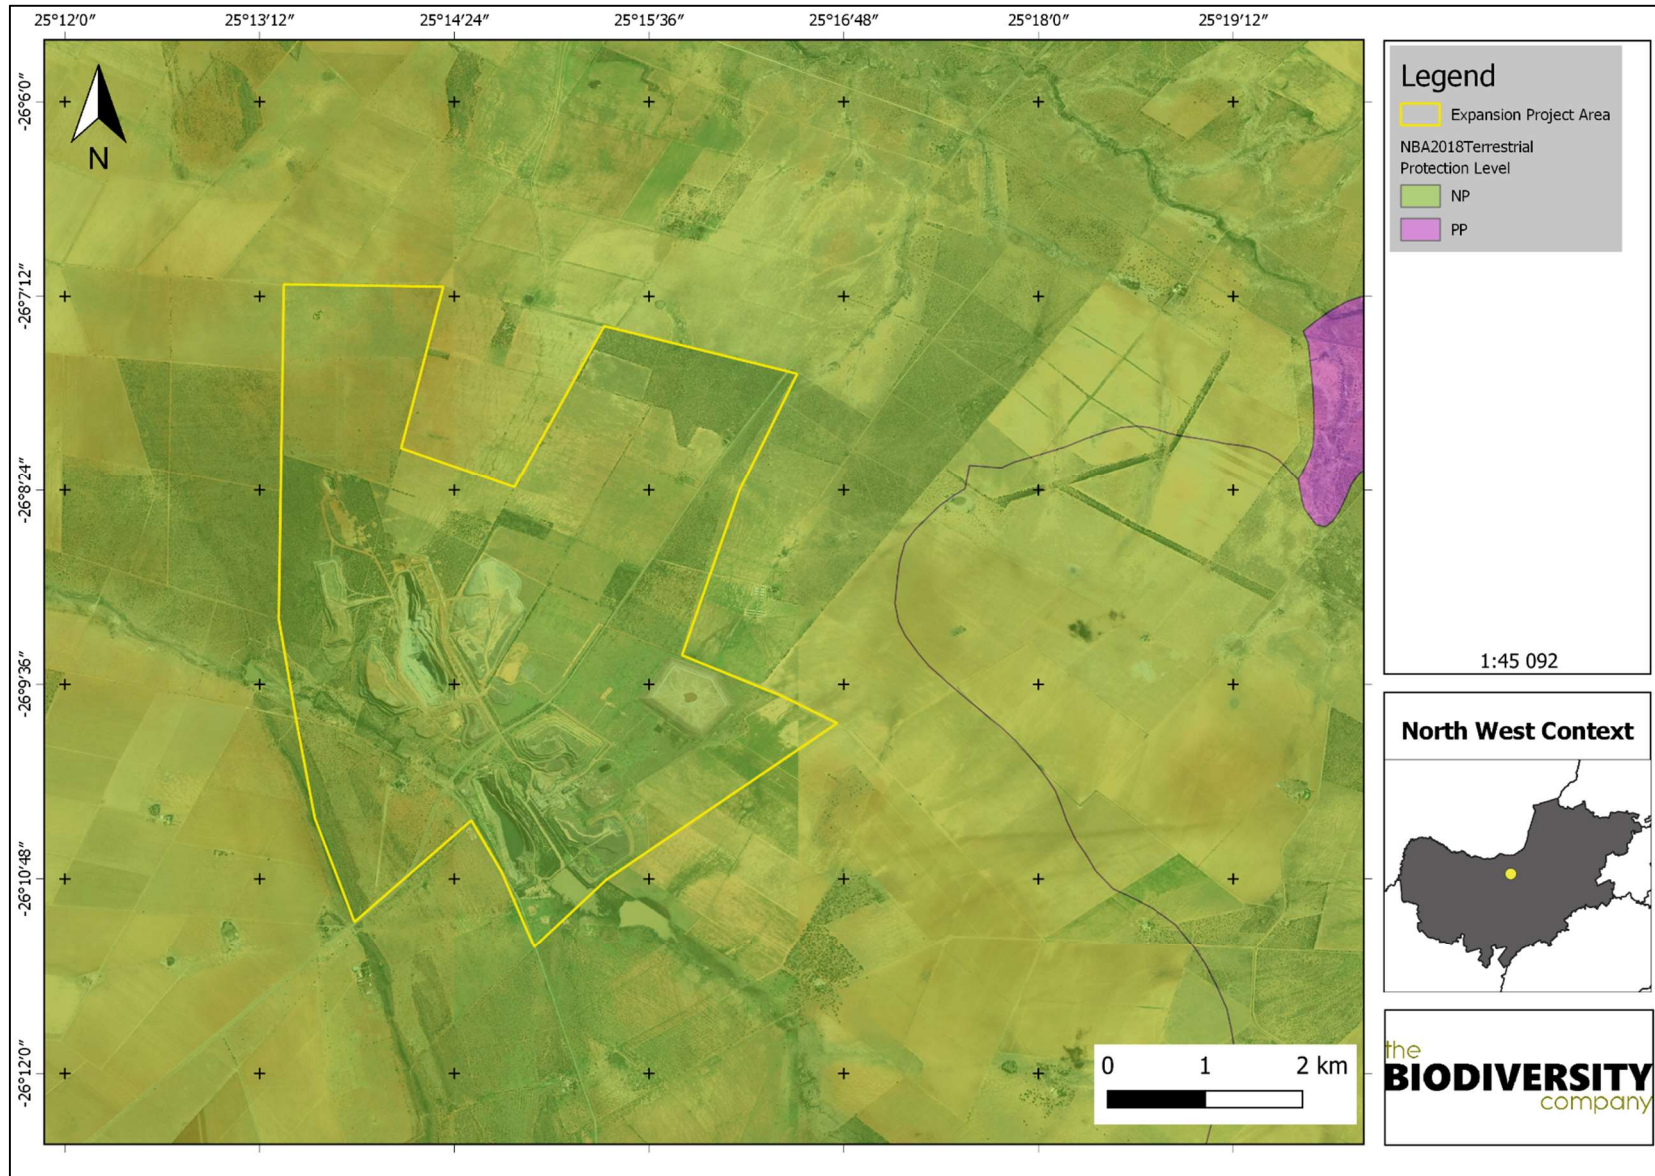 25°12′0″ 25°13′12″ 25°14′24″ 25°15′36″ 25°16′48″ 25°18′0″ 25°19′12″
-26°6′0″
-26°7′12″
-26°8′24″
-26°9′36″
-26°10′48″
-26°12′0″
N
0 1 2 km
Legend
Expansion Project Area
NBA2018Terrestrial
Protection Level
NP
PP
1:45 092
North West Context
the
BIODIVERSITY
company